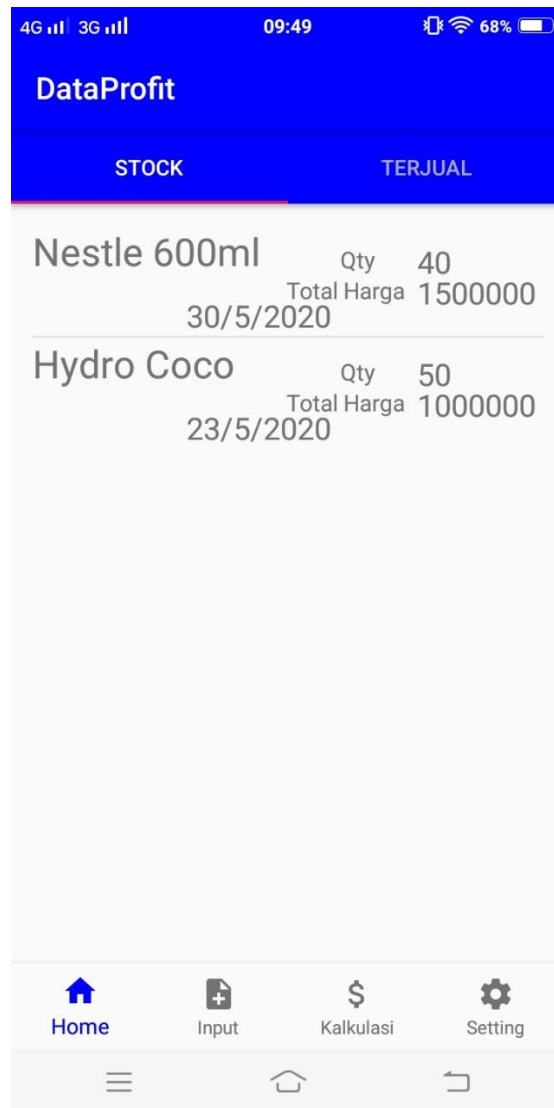 4G 3G 09:49 68%
DataProfit
STOCK TERJUAL
Nestle 600ml Qty 40
Total Harga 1500000
30/5/2020
Hydro Coco Qty 50
Total Harga 1000000
23/5/2020
Home Input Kalkulasi Setting